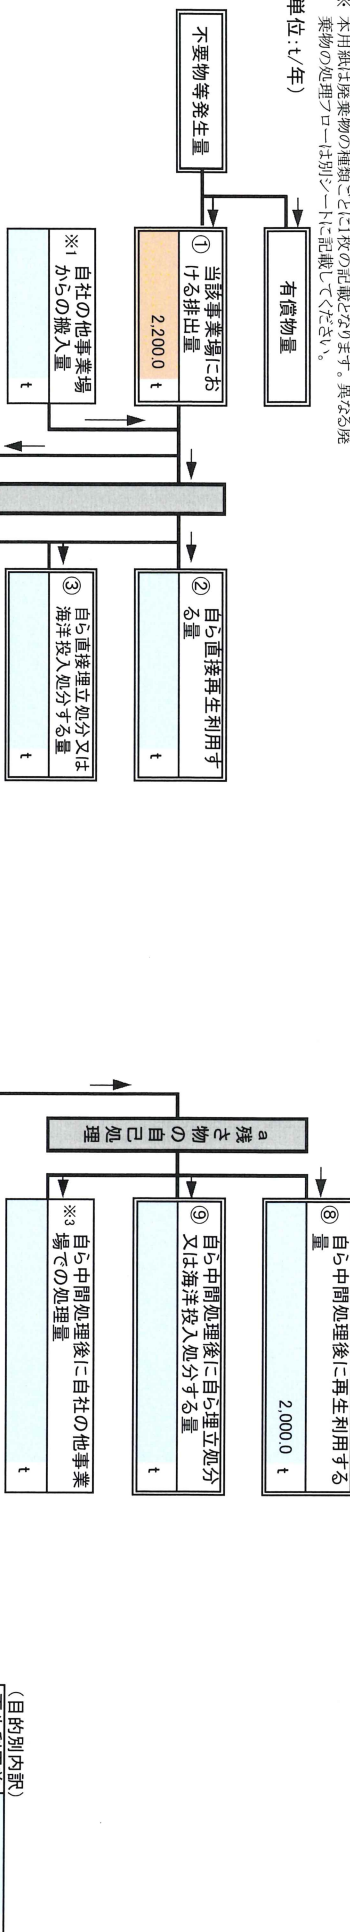 ※ 本用紙は廃棄物の種類ごとに1枚の記載となります。異なる廃
棄物の処理フローは別シートに記載してください。
単位:t/年)
不要物等発生量
有償物量
① 当該事業場にお
ける排出量
2,200.0 t
※1 自社の他事業場
からの搬入量
t
② 自ら直接再生利用す
る量
t
③ 自ら直接埋立処分又は
海洋投入処分する量
t
a 残さ物の自己処理
⑧ 自ら中間処理後に再生利用する
量
2,000.0 t
⑨ 自ら中間処理後に自ら埋立処分
又は海洋投入処分する量
t
※3 自ら中間処理後に自社の他事業
場での処理量
t
(目的別内訳)